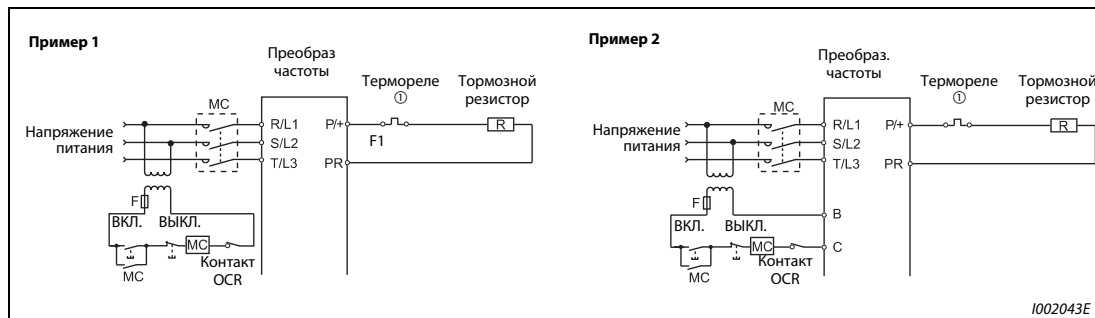 Пример 1
Преобраз
частоты
Термореле
①
Тормозной
резистор
MC
Напряжение
питания
R/L1
S/L2
T/L3
P/+
PR
F1
R
F
ВКЛ.
ВЫКЛ.
MC
MC
Контакт
OCR
Пример 2
Преобраз.
частоты
Термореле
①
Тормозной
резистор
MC
Напряжение
питания
R/L1
S/L2
T/L3
P/+
PR
R
F
B
ВКЛ.
ВЫКЛ.
MC
C
MC
Контакт
OCR
I002043E